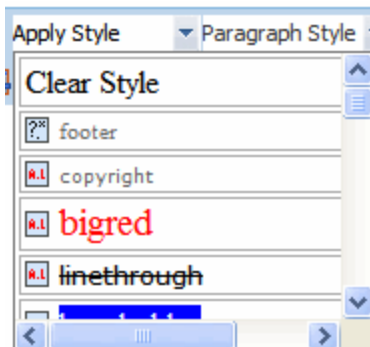 Apply Style Paragraph Style
Clear Style
footer
copyright
bigred
linethrough